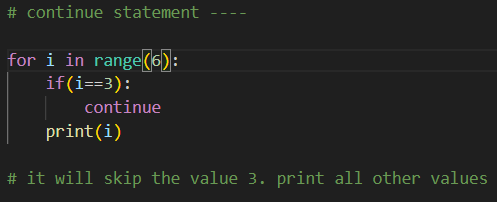 # continue statement ----
for i in range(6):
    if(i==3):
        continue
    print(i)
# it will skip the value 3. print all other values